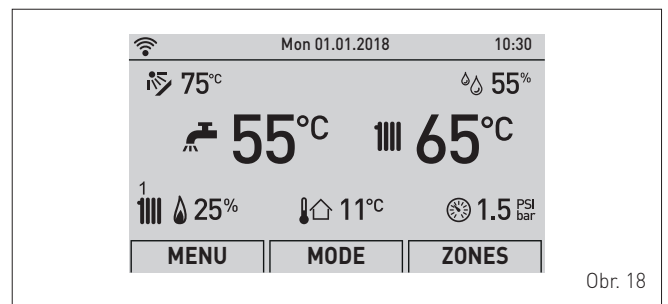 Mon 01.01.2018 10:30
75°C 55%
55°C 65°C
1
25% 11°C 1.5 PSI bar
MENU MODE ZONES
Obr. 18